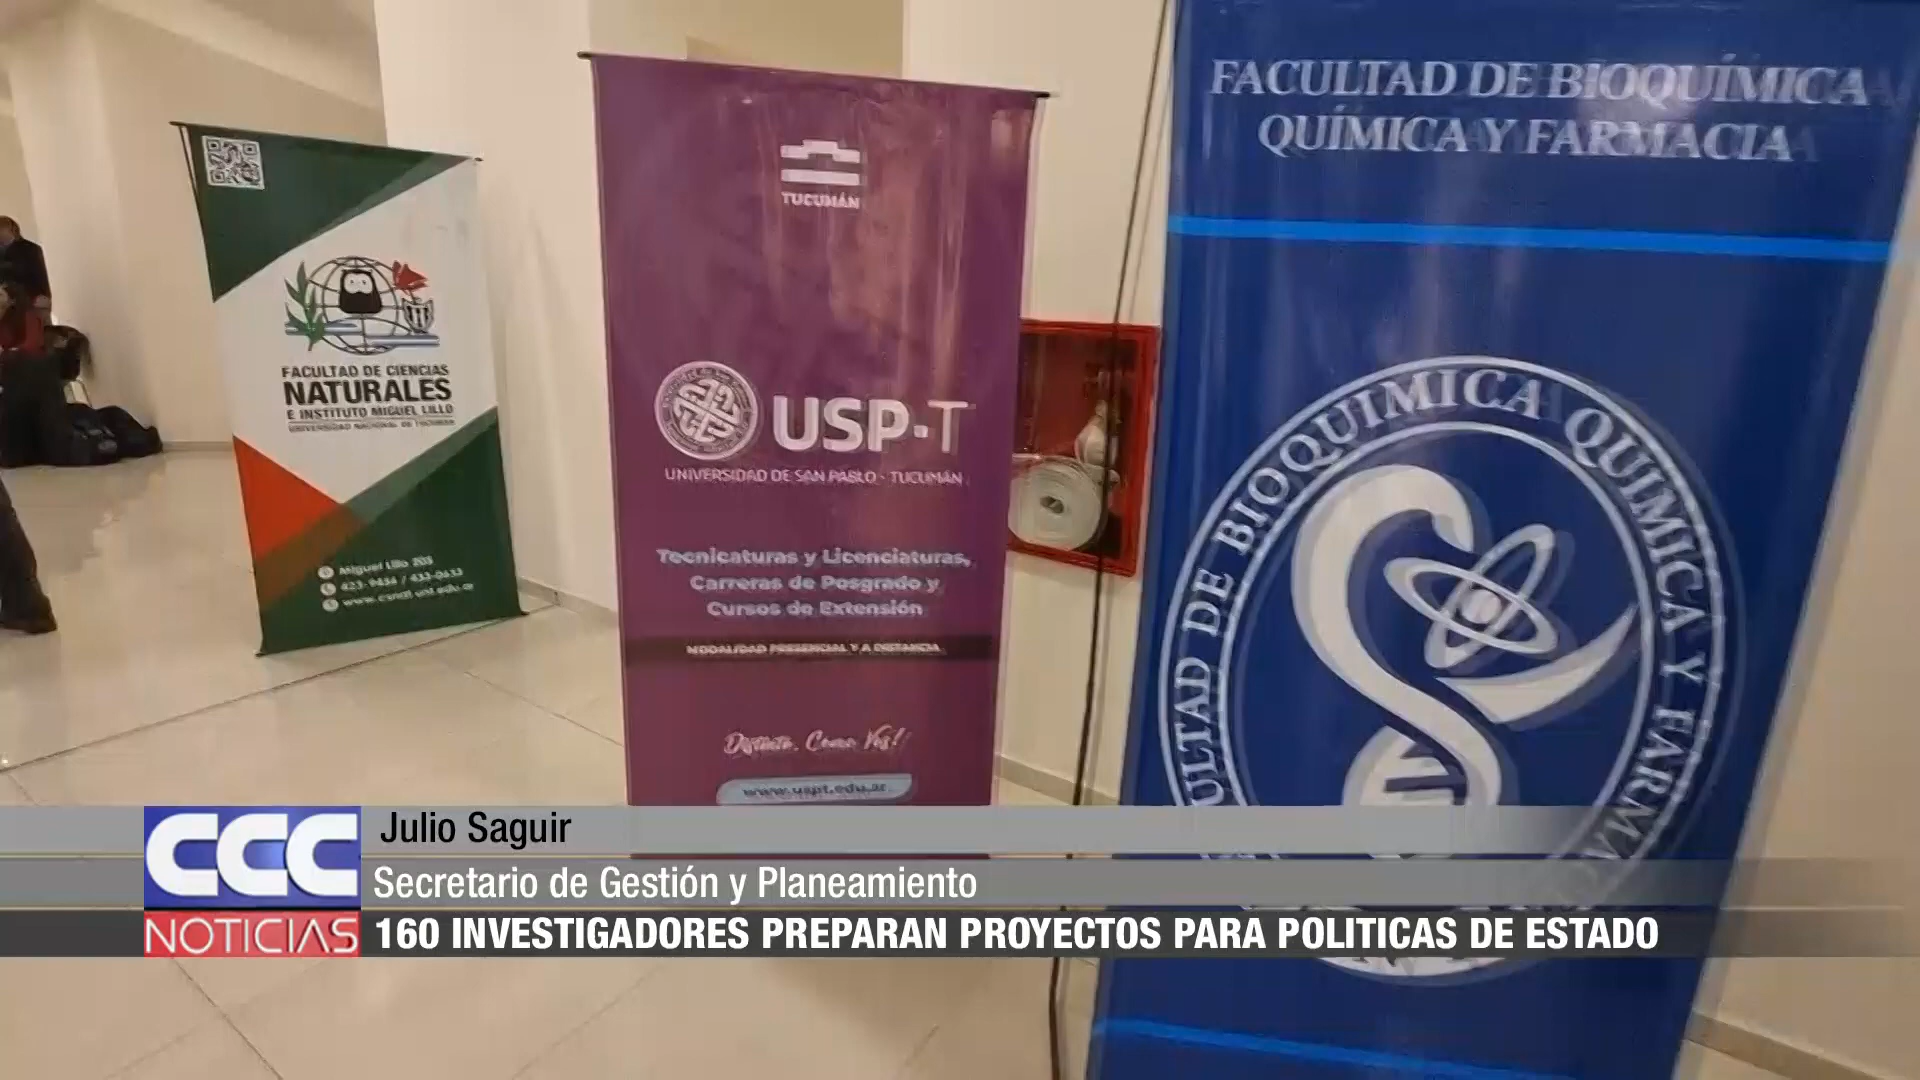 FACULTAD DE CIENCIAS
NATURALES
E INSTITUTO MIGUEL LILLO
UNIVERSIDAD NACIONAL DE TUCUMÁN
Miguel Lillo 205
www.csnat.unt.edu.ar
TUCUMÁN
USP-T
UNIVERSIDAD DE SAN PABLO - TUCUMÁN
Tecnicaturas y Licenciaturas,
Carreras de Posgrado y
Cursos de Extensión
MODALIDAD PRESENCIAL Y A DISTANCIA
Distinta. Como Vos!
www.uspt.edu.ar
FACULTAD DE BIOQUÍMICA
QUÍMICA Y FARMACIA
FACULTAD DE BIOQUIMICA QUIMICA Y FARMACIA
CCC
NOTICIAS
Julio Saguir
Secretario de Gestión y Planeamiento
160 INVESTIGADORES PREPARAN PROYECTOS PARA POLITICAS DE ESTADO